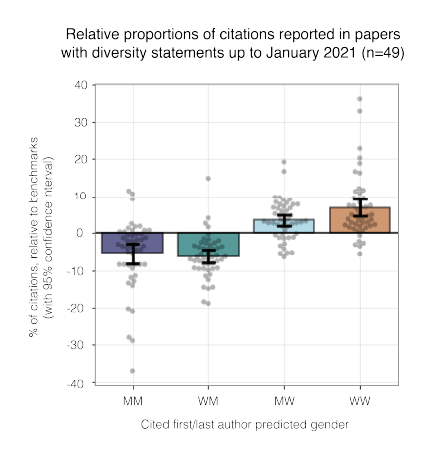 Relative proportions of citations reported in papers
with diversity statements up to January 2021 (n=49)
% of citations, relative to benchmarks
(with 95% confidence interval)
40
30
20
10
0
-10
-20
-30
-40
MM WM MW WW
Cited first/last author predicted gender